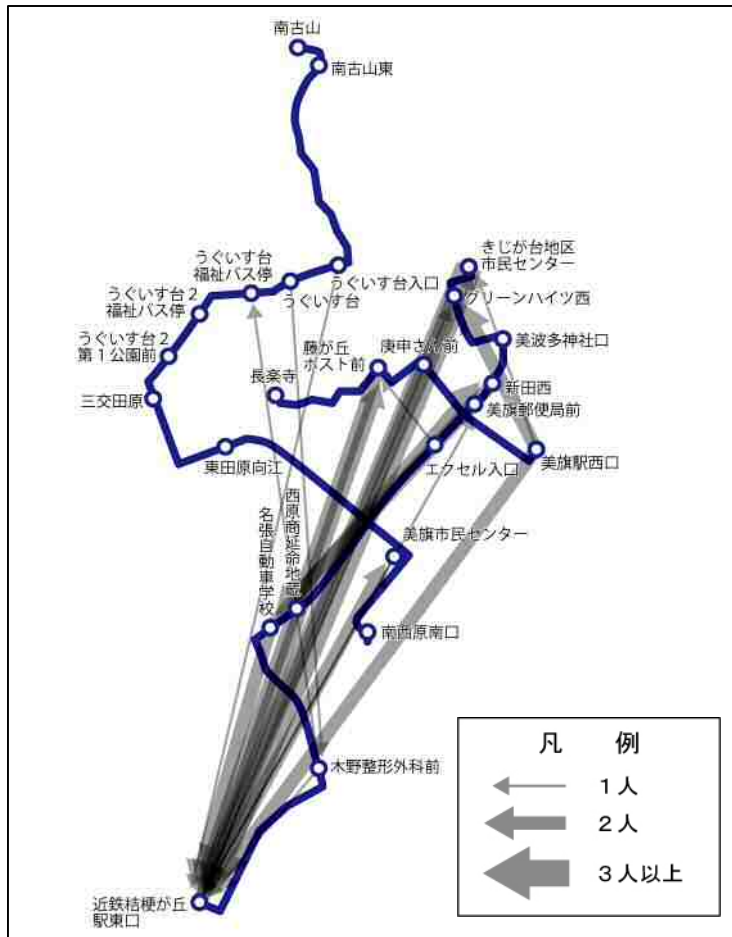 南古山
南古山東
うぐいす台
福祉バス停
うぐいす台２
福祉バス停
うぐいす台２
第１公園前
うぐいす台入口
うぐいす台
きじが台地区
市民センター
グリーンハイツ西
藤が丘
ポスト前
庚申さん前
美波多神社口
長楽寺
新田西
三交田原
美旗郵便局前
東田原向江
エクセル入口
美旗駅西口
西原商延命地蔵
名張自動車学校
美旗市民センター
南西原南口
木野整形外科前
近鉄桔梗が丘
駅東口
凡　例
１人
２人
３人以上